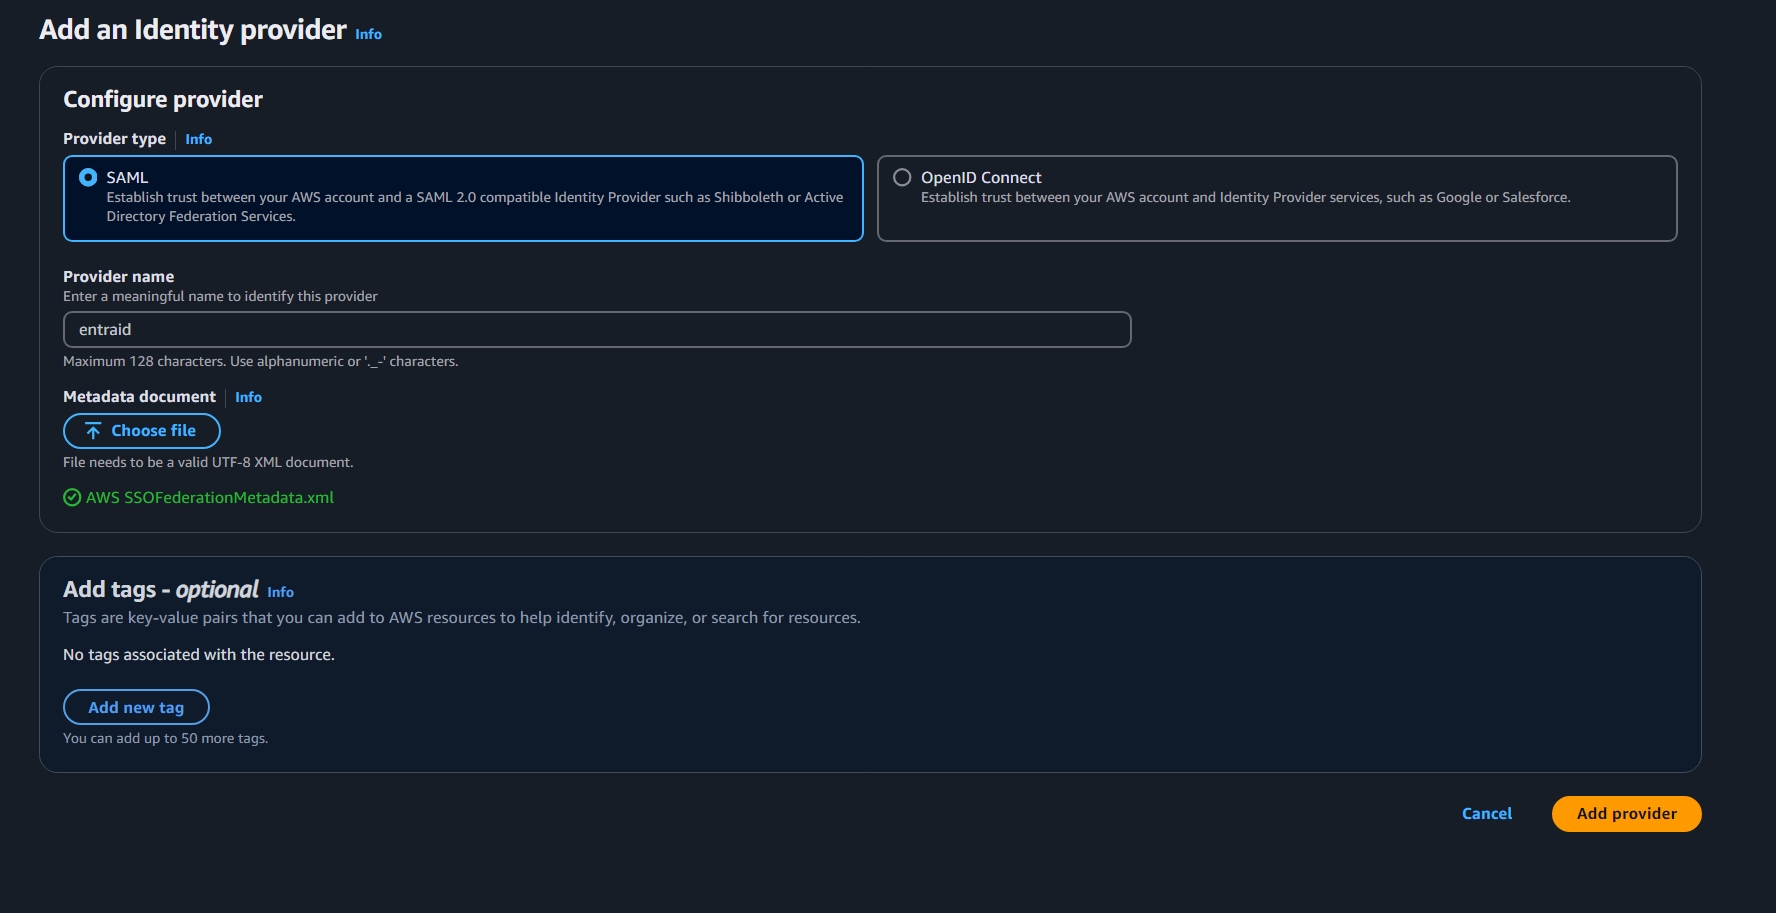 Add an Identity provider Info
Configure provider
Provider type Info
SAML
Establish trust between your AWS account and a SAML 2.0 compatible Identity Provider such as Shibboleth or Active
Directory Federation Services.
OpenID Connect
Establish trust between your AWS account and Identity Provider services, such as Google or Salesforce.
Provider name
Enter a meaningful name to identify this provider
entraid
Maximum 128 characters. Use alphanumeric or '._-' characters.
Metadata document Info
Choose file
File needs to be a valid UTF-8 XML document.
AWS SSOFederationMetadata.xml
Add tags - optional Info
Tags are key-value pairs that you can add to AWS resources to help identify, organize, or search for resources.
No tags associated with the resource.
Add new tag
You can add up to 50 more tags.
Cancel Add provider